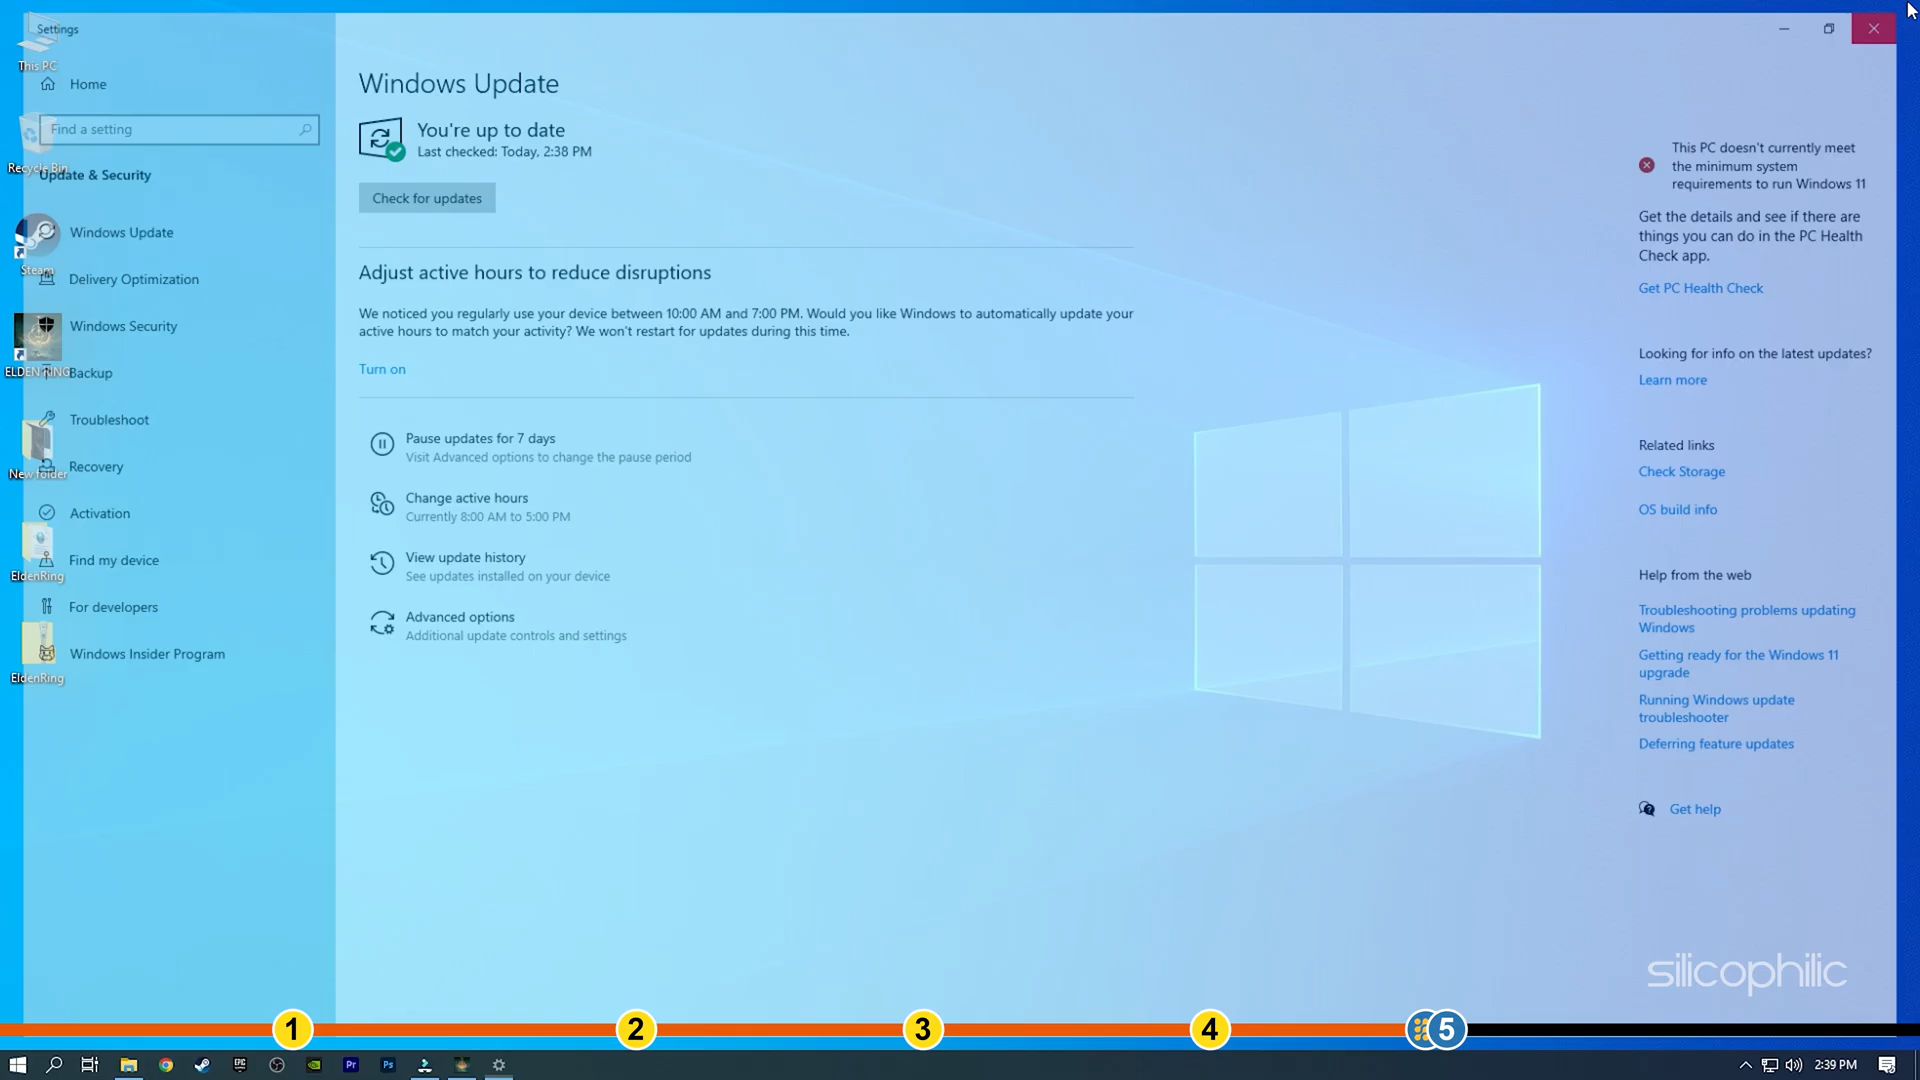 Settings
This PC
Home
Find a setting
Recycle Bin
Update & Security
Windows Update
Steam
Delivery Optimization
Windows Security
ELDEN RING
Backup
Troubleshoot
New folder
Recovery
Activation
Find my device
EldenRing
For developers
Windows Insider Program
EldenRing
Windows Update
You're up to date
Last checked: Today, 2:38 PM
Check for updates
Adjust active hours to reduce disruptions
We noticed you regularly use your device between 10:00 AM and 7:00 PM. Would you like Windows to automatically update your
active hours to match your activity? We won't restart for updates during this time.
Turn on
Pause updates for 7 days
Visit Advanced options to change the pause period
Change active hours
Currently 8:00 AM to 5:00 PM
View update history
See updates installed on your device
Advanced options
Additional update controls and settings
This PC doesn't currently meet
the minimum system
requirements to run Windows 11
Get the details and see if there are
things you can do in the PC Health
Check app.
Get PC Health Check
Looking for info on the latest updates?
Learn more
Related links
Check Storage
OS build info
Help from the web
Troubleshooting problems updating
Windows
Getting ready for the Windows 11
upgrade
Running Windows update
troubleshooter
Deferring feature updates
Get help
silicophilic
1
2
3
4
5
EPIC
Pr
Ps
2:39 PM